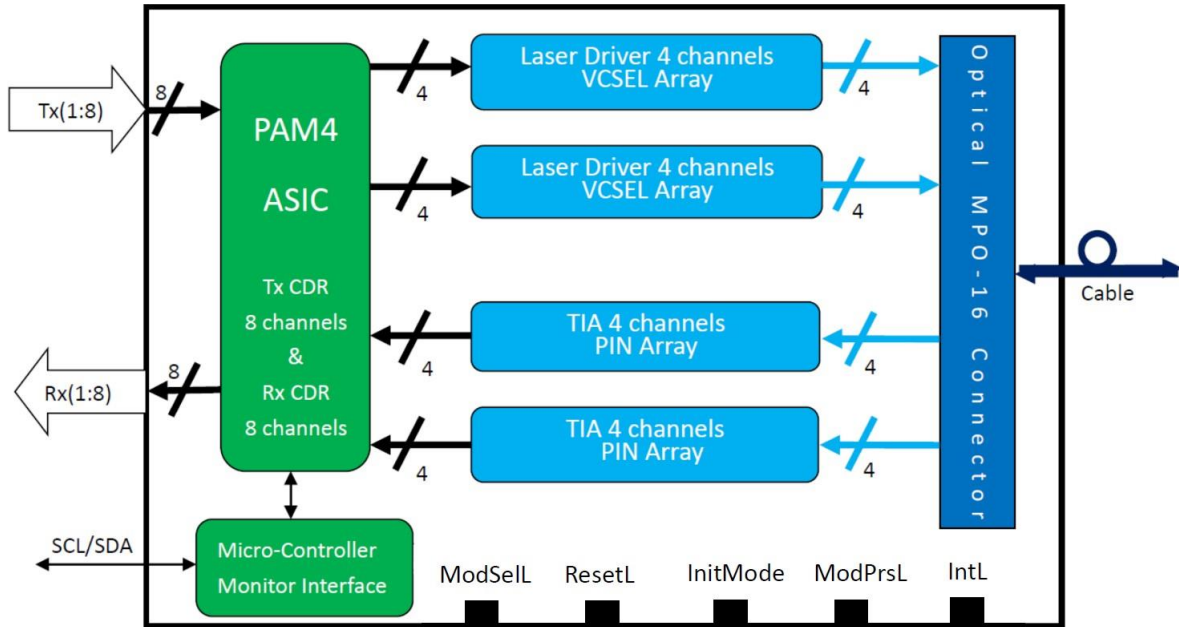 Tx(1:8)
8
PAM4
ASIC
Tx CDR
8 channels
&
Rx CDR
8 channels
4
Laser Driver 4 channels
VCSEL Array
4
4
Laser Driver 4 channels
VCSEL Array
4
4
TIA 4 channels
PIN Array
4
4
TIA 4 channels
PIN Array
4
Optical MPO-16 Connector
Cable
Rx(1:8)
8
SCL/SDA
Micro-Controller
Monitor Interface
ModSelL
ResetL
InitMode
ModPrsL
IntL